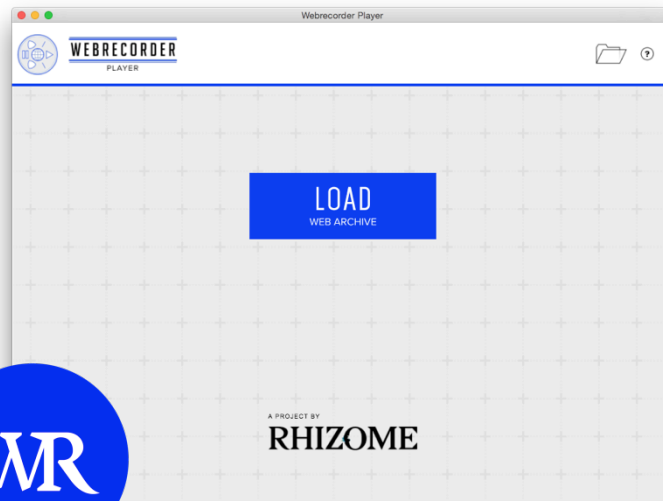 Webrecorder Player
WEBRECORDER
PLAYER
?
LOAD
WEB ARCHIVE
A PROJECT BY
RHIZOME
WR